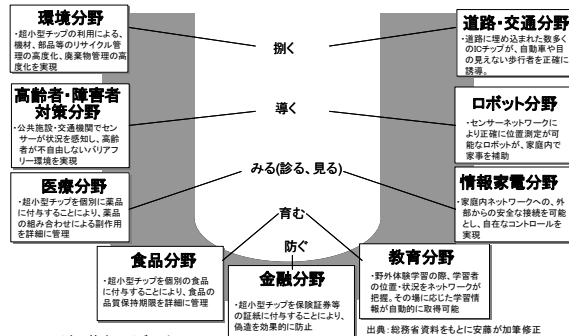 環境分野
・超小型チップの利用による、
機材、部品等のリサイクル管
理の高度化、廃棄物管理の高
度化を実現
道路・交通分野
・道路に埋め込まれた数多く
のICチップが、自動車や目
の見えない歩行者を正確に
誘導。
捌く
高齢者・障害者
対策分野
・公共施設・交通機関でセン
サーが状況を感知し、高齢
者が不自由しないバリアフ
リー環境を実現
導く
ロボット分野
・センサーネットワークに
より正確に位置測定が可
能なロボットが、家庭内で
家事を補助
みる(診る、見る)
医療分野
・超小型チップを個別に薬品
に付与することにより、薬品
の組み合わせによる副作用
を詳細に管理
情報家電分野
・家庭内ネットワークへの、外
部からの安全な接続を可能
とし、自在なコントロールを
実現
育む
防ぐ
食品分野
・超小型チップを個別の食品
に付与することにより、食品の
品質保持期限を詳細に管理
金融分野
・超小型チップを保険証券等
の証紙に付与することにより、
偽造を効果的に防止
教育分野
・野外体験学習の際、学習者
の位置・状況をネットワークが
把握。その場に応じた学習情
報が自動的に取得可能
出典:総務省資料をもとに安藤が加筆修正